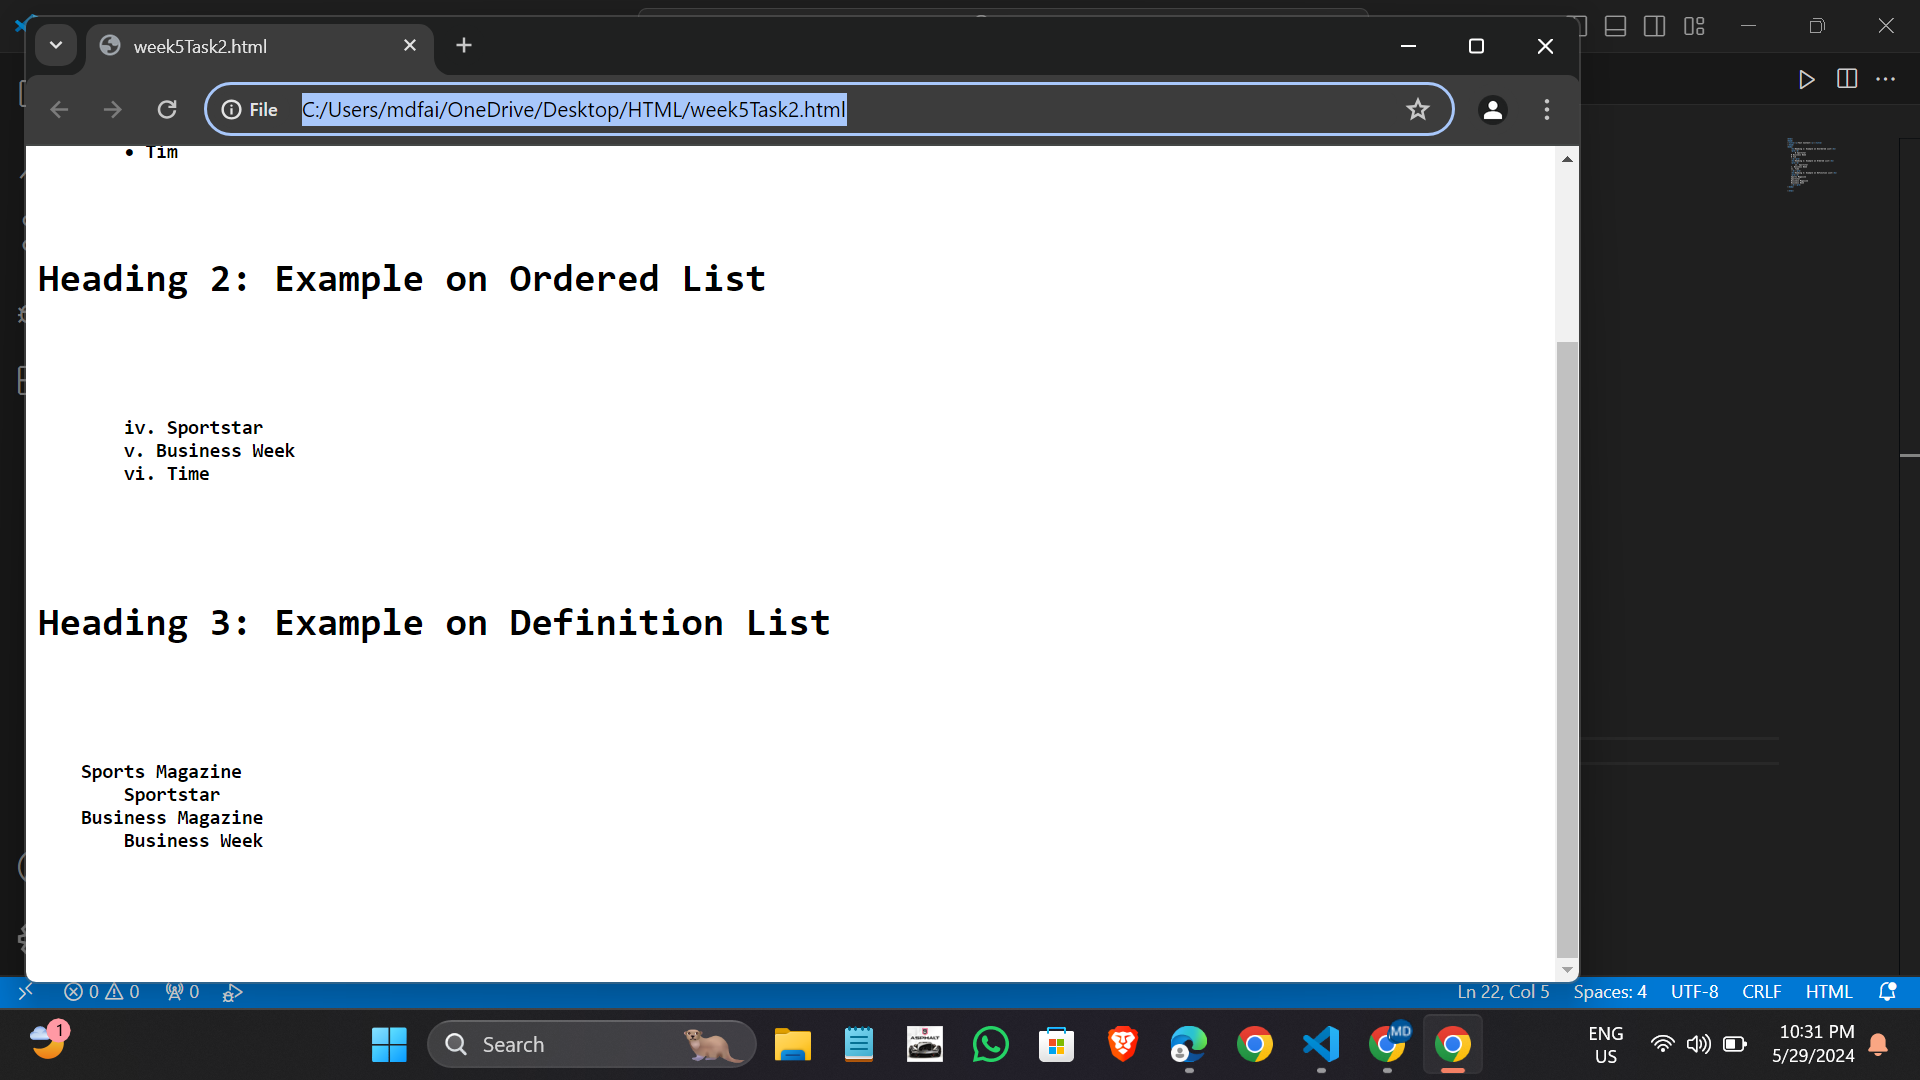 week5Task2.html
File C:/Users/mdfai/OneDrive/Desktop/HTML/week5Task2.html
• Tim
Heading 2: Example on Ordered List
iv. Sportstar
v. Business Week
vi. Time
Heading 3: Example on Definition List
Sports Magazine
Sportstar
Business Magazine
Business Week
0 0 0 Ln 22, Col 5 Spaces: 4 UTF-8 CRLF HTML
1
Search
ASPHALT
MD
ENG
US
10:31 PM
5/29/2024